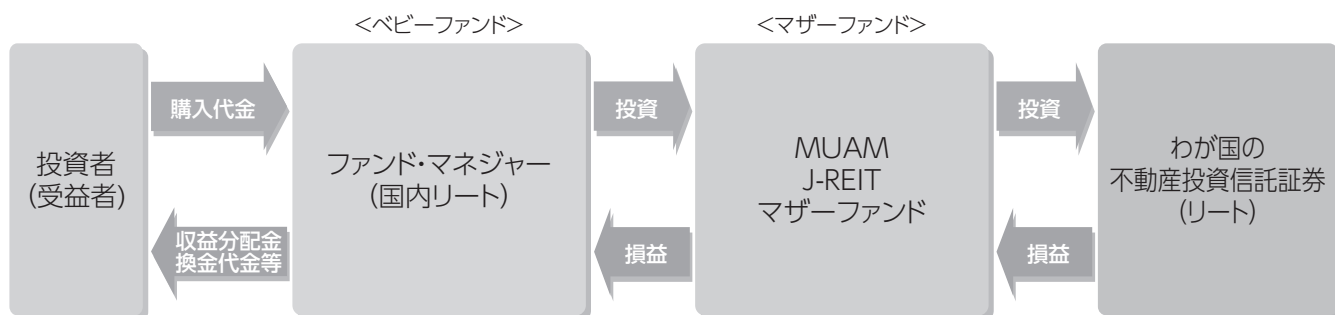 <ベビーファンド>
<マザーファンド>
投資者
(受益者)
購入代金
収益分配金
換金代金等
ファンド・マネジャー
(国内リート)
投資
損益
MUAM
J-REIT
マザーファンド
投資
損益
わが国の
不動産投資信託証券
(リート)